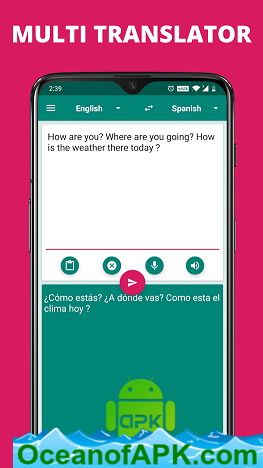 MULTI TRANSLATOR
2:39
English
Spanish
How are you? Where are you going? How
is the weather there today ?
¿Cómo estás? ¿A dónde vas? Como esta el
clima hoy ?
APK
OceanofAPK.com